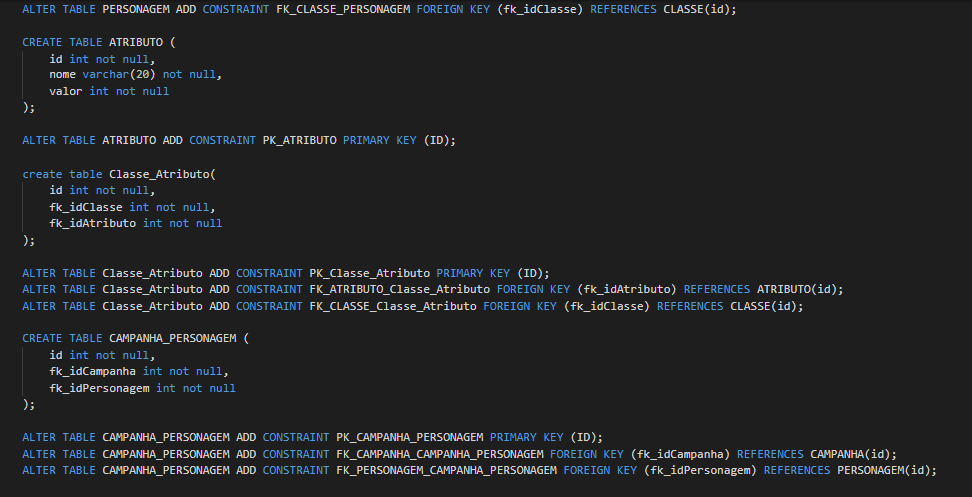 ALTER TABLE PERSONAGEM ADD CONSTRAINT FK_CLASSE_PERSONAGEM FOREIGN KEY (fk_idClasse) REFERENCES CLASSE(id);
CREATE TABLE ATRIBUTO (
id int not null,
nome varchar(20) not null,
valor int not null
);
ALTER TABLE ATRIBUTO ADD CONSTRAINT PK_ATRIBUTO PRIMARY KEY (ID);
create table Classe_Atributo(
id int not null,
fk_idClasse int not null,
fk_idAtributo int not null
);
ALTER TABLE Classe_Atributo ADD CONSTRAINT PK_Classe_Atributo PRIMARY KEY (ID);
ALTER TABLE Classe_Atributo ADD CONSTRAINT FK_ATRIBUTO_Classe_Atributo FOREIGN KEY (fk_idAtributo) REFERENCES ATRIBUTO(id);
ALTER TABLE Classe_Atributo ADD CONSTRAINT FK_CLASSE_Classe_Atributo FOREIGN KEY (fk_idClasse) REFERENCES CLASSE(id);
CREATE TABLE CAMPANHA_PERSONAGEM (
id int not null,
fk_idCampanha int not null,
fk_idPersonagem int not null
);
ALTER TABLE CAMPANHA_PERSONAGEM ADD CONSTRAINT PK_CAMPANHA_PERSONAGEM PRIMARY KEY (ID);
ALTER TABLE CAMPANHA_PERSONAGEM ADD CONSTRAINT FK_CAMPANHA_CAMPANHA_PERSONAGEM FOREIGN KEY (fk_idCampanha) REFERENCES CAMPANHA(id);
ALTER TABLE CAMPANHA_PERSONAGEM ADD CONSTRAINT FK_PERSONAGEM_CAMPANHA_PERSONAGEM FOREIGN KEY (fk_idPersonagem) REFERENCES PERSONAGEM(id);